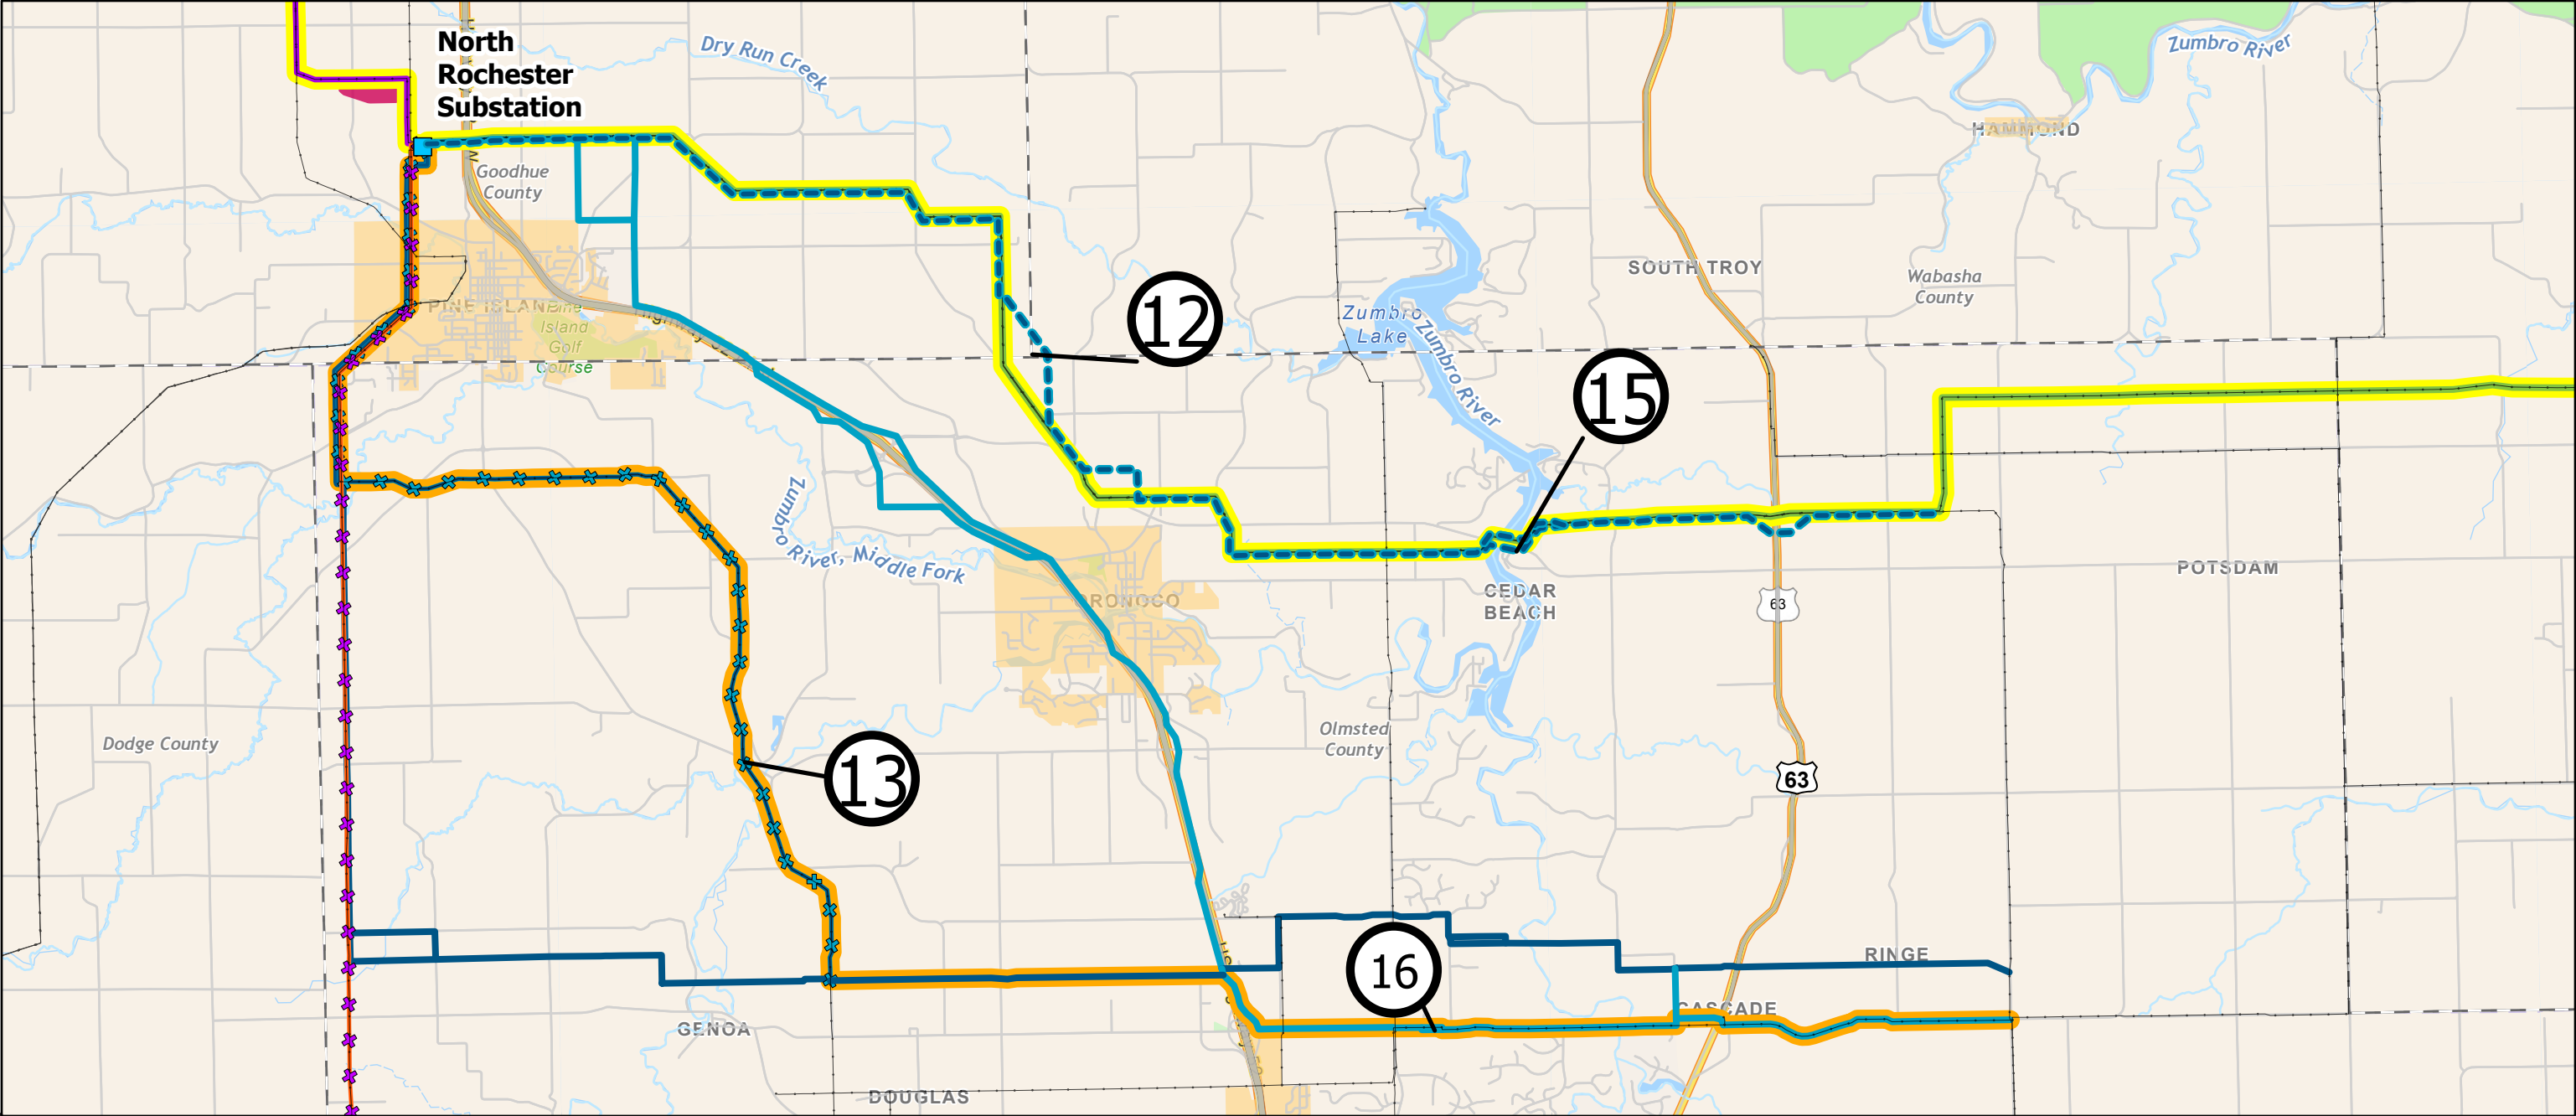 North
Rochester
Substation
Dry Run Creek
Zumbro River
HAMMOND
Goodhue
County
SOUTH TROY
Wabasha
County
12
Zumbro
Lake
Zumbro River
PINE ISLAND
Pine
Island
Golf
Course
15
Zumbro River, Middle Fork
ORONOCO
CEDAR
BEACH
63
POTSDAM
Dodge County
Olmsted
County
13
63
16
RINGE
CASCADE
GENOA
DOUGLAS